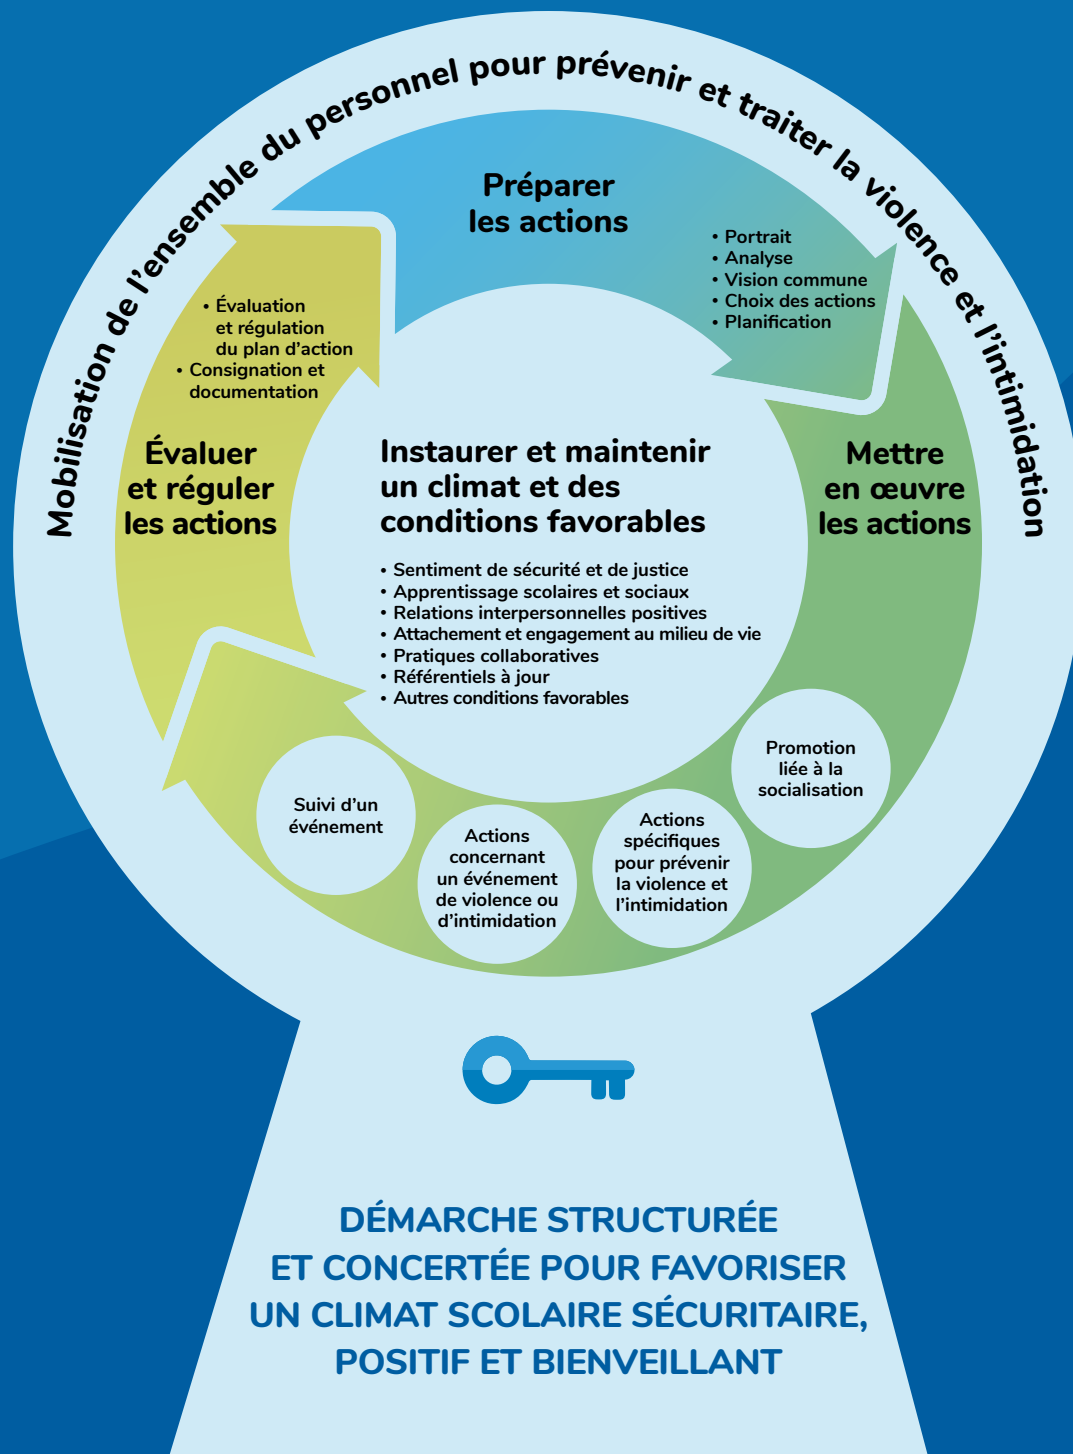 Mobilisation de l'ensemble du personnel pour prévenir et traiter la violence et l'intimidation
Préparer
les actions
• Portrait
• Analyse
• Vision commune
• Choix des actions
• Planification
Mettre
en œuvre
les actions
Promotion
liée à la
socialisation
Actions
spécifiques
pour prévenir
la violence et
l'intimidation
Actions
concernant
un événement
de violence ou
d'intimidation
Suivi d'un
événement
• Évaluation
et régulation
du plan d'action
• Consignation et
documentation
Évaluer
et réguler
les actions
Instaurer et maintenir
un climat et des
conditions favorables
• Sentiment de sécurité et de justice
• Apprentissage scolaires et sociaux
• Relations interpersonnelles positives
• Attachement et engagement au milieu de vie
• Pratiques collaboratives
• Référentiels à jour
• Autres conditions favorables
DÉMARCHE STRUCTURÉE
ET CONCERTÉE POUR FAVORISER
UN CLIMAT SCOLAIRE SÉCURITAIRE,
POSITIF ET BIENVEILLANT